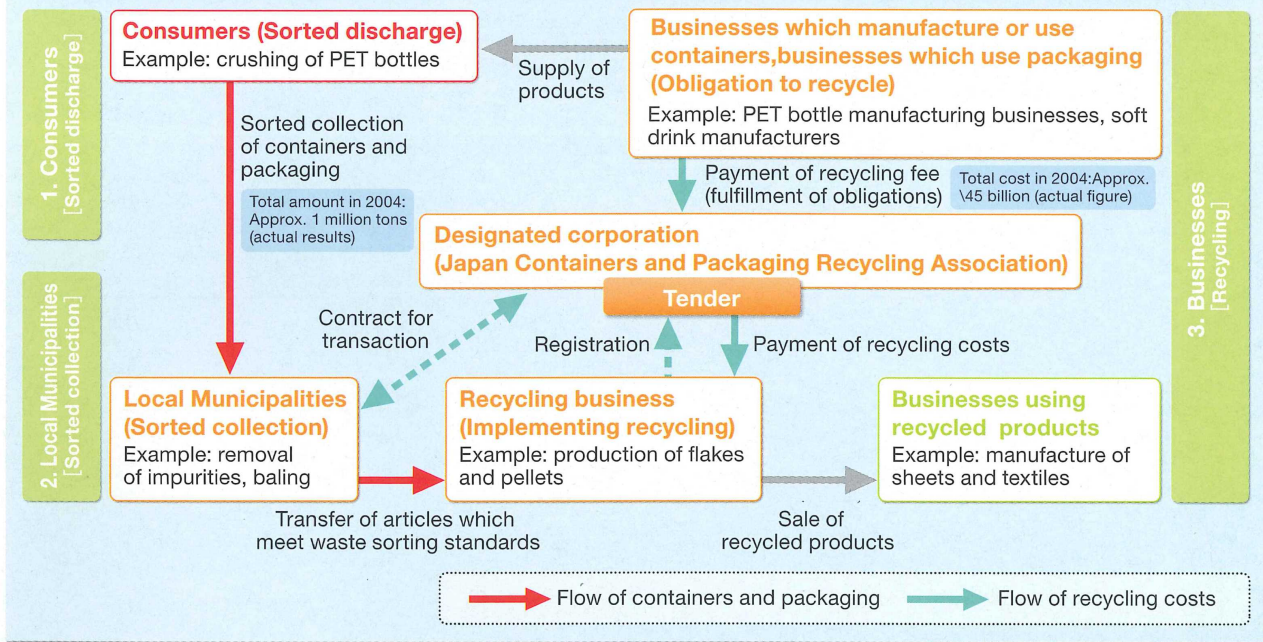 1. Consumers
[Sorted discharge]
Consumers (Sorted discharge)
Example: crushing of PET bottles
Supply of
products
Businesses which manufacture or use
containers,businesses which use packaging
(Obligation to recycle)
Example: PET bottle manufacturing businesses, soft
drink manufacturers
3. Businesses
[Recycling]
Sorted collection
of containers and
packaging
Total amount in 2004:
Approx. 1 million tons
(actual results)
Payment of recycling fee
(fulfillment of obligations)
Total cost in 2004:Approx.
\45 billion (actual figure)
Designated corporation
(Japan Containers and Packaging Recycling Association)
Tender
2. Local Municipalities
[Sorted collection]
Contract for
transaction
Registration
Payment of recycling costs
Local Municipalities
(Sorted collection)
Example: removal
of impurities, baling
Recycling business
(Implementing recycling)
Example: production of flakes
and pellets
Businesses using
recycled products
Example: manufacture of
sheets and textiles
Transfer of articles which
meet waste sorting standards
Sale of
recycled products
Flow of containers and packaging
Flow of recycling costs